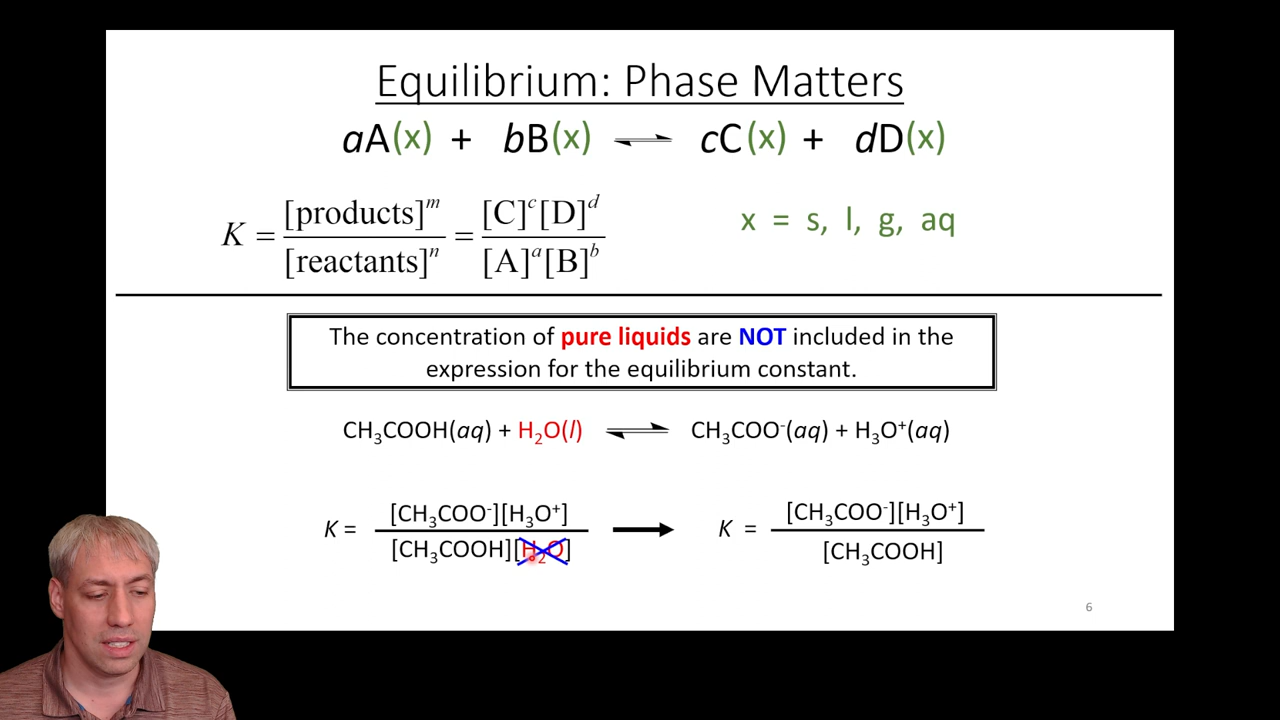 Equilibrium: Phase Matters
aA(x) + bB(x) ⇌ cC(x) + dD(x)
K = [products]ᵐ / [reactants]ⁿ = [C]ᶜ[D]ᵈ / [A]ᵃ[B]ᵇ
x = s, l, g, aq
The concentration of pure liquids are NOT included in the
expression for the equilibrium constant.
CH₃COOH(aq) + H₂O(l) ⇌ CH₃COO⁻(aq) + H₃O⁺(aq)
K = [CH₃COO⁻][H₃O⁺] / [CH₃COOH][H₂O] → K = [CH₃COO⁻][H₃O⁺] / [CH₃COOH]
6